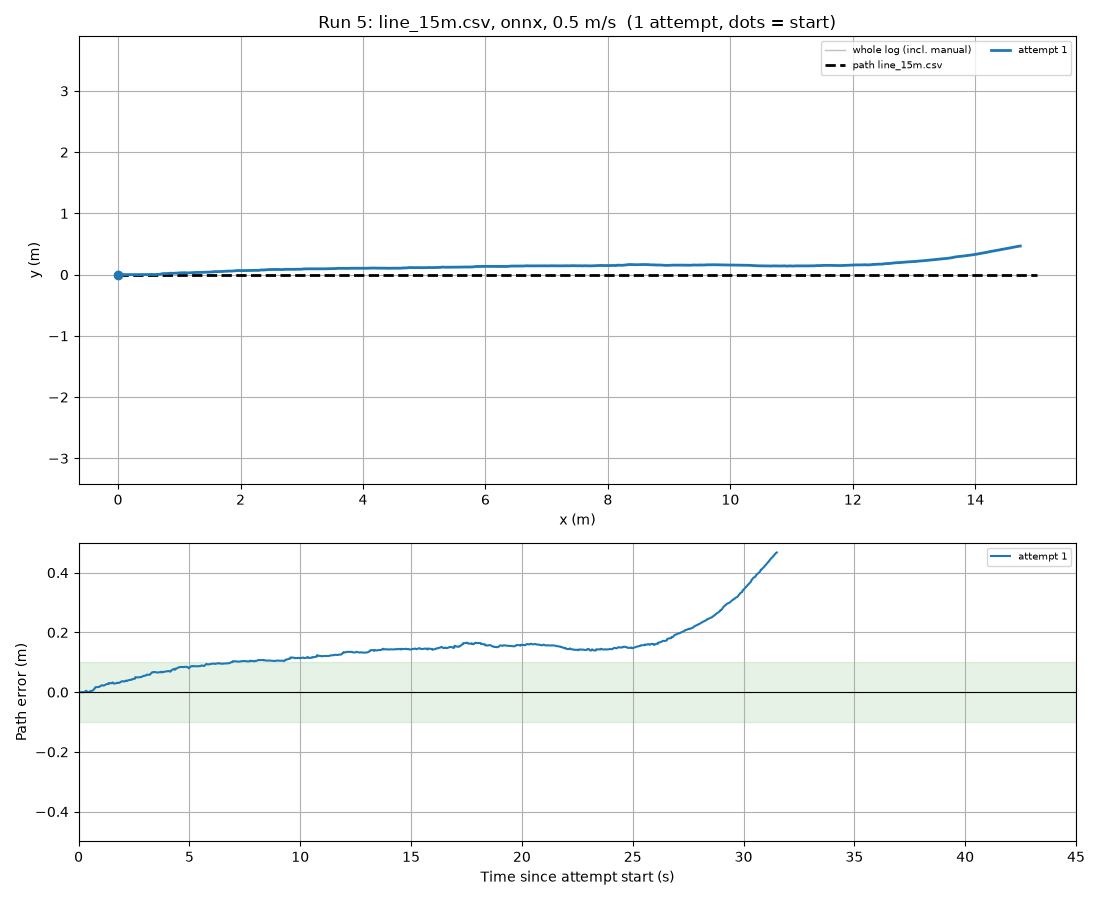 Run 5: line_15m.csv, onnx, 0.5 m/s  (1 attempt, dots = start)
whole log (incl. manual)
path line_15m.csv
attempt 1
y (m)
3
2
1
0
−1
−2
−3
0 2 4 6 8 10 12 14
x (m)
attempt 1
Path error (m)
0.4
0.2
0.0
−0.2
−0.4
0 5 10 15 20 25 30 35 40 45
Time since attempt start (s)